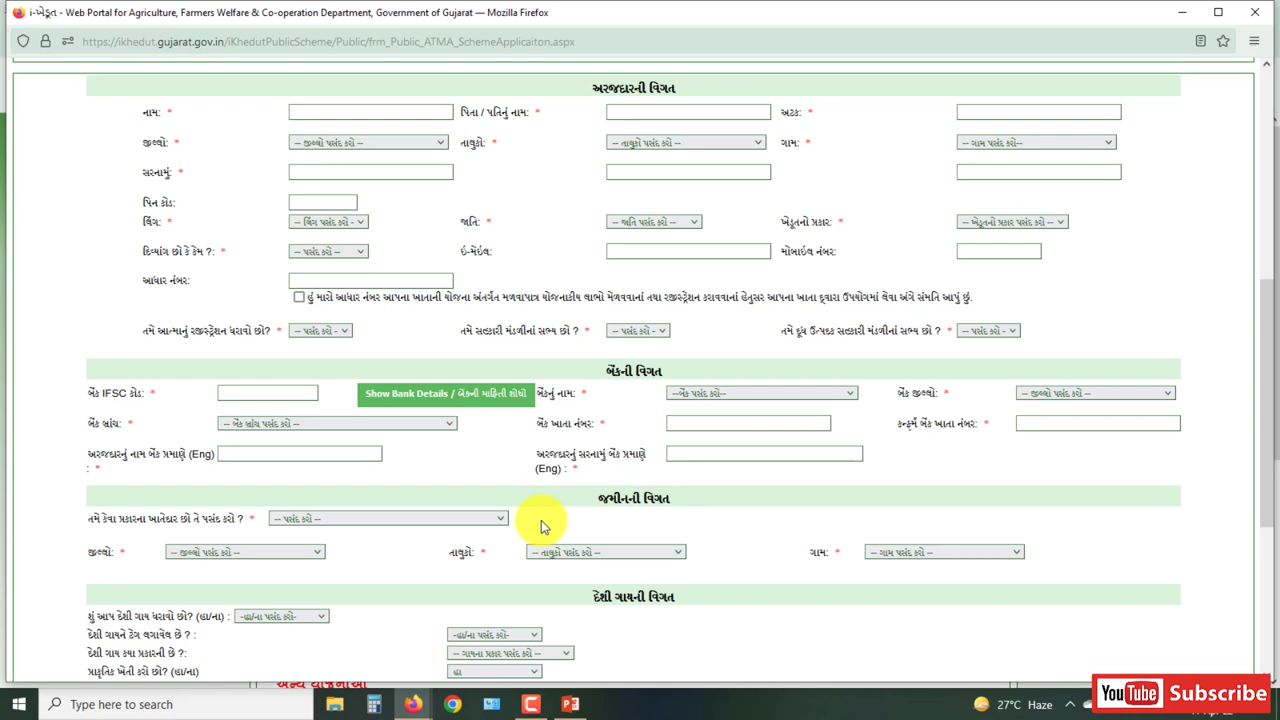 i-ખેડૂત - Web Portal for Agriculture, Farmers Welfare & Co-operation Department, Government of Gujarat — Mozilla Firefox
https://ikhedut.gujarat.gov.in/iKhedutPublicScheme/Public/frm_Public_ATMA_SchemeApplicaiton.aspx
અરજદારની વિગત
નામ: * પિતા / પતિનું નામ: * અટક: *
જીલ્લો: * -- જીલ્લો પસંદ કરો -- તાલુકો: * -- તાલુકો પસંદ કરો -- ગામ: * -- ગામ પસંદ કરો--
સરનામું: *
પિન કોડ:
લિંગ: * -- લિંગ પસંદ કરો - જાતિ: * -- જાતિ પસંદ કરો -- ખેડૂતનો પ્રકાર: * -- ખેડૂતનો પ્રકાર પસંદ કરો --
દિવ્યાંગ છો કે કેમ ?: * -- પસંદ કરો -- ઇ-મેઇલ: મોબાઇલ નંબર:
આધાર નંબર:
હું મારો આધાર નંબર આપના ખાતાની યોજના અંતર્ગત મળવાપાત્ર યોજનાકીય લાભો મેળવવાનાં તથા રજીસ્ટ્રેશન કરાવવાનાં હેતુસર આપના ખાતા દ્વારા ઉપયોગમાં લેવા અંગે સંમતિ આપું છું.
તમે આત્માનું રજીસ્ટ્રેશન ધરાવો છો? * -- પસંદ કરો - તમે સહકારી મંડળીનાં સભ્ય છો ? * -- પસંદ કરો - તમે દૂધ ઉત્પાદક સહકારી મંડળીનાં સભ્ય છો ? * -- પસંદ કરો -
બેંકની વિગત
બેંક IFSC કોડ: * Show Bank Details / બેંકની માહિતી શોધો બેંકનું નામ: * --બેંક પસંદ કરો-- બેંક જીલ્લો: * -- જીલ્લો પસંદ કરો --
બેંક બ્રાંચ: * -- બેંક બ્રાંચ પસંદ કરો -- બેંક ખાતા નંબર: * કન્ફર્મ બેંક ખાતા નંબર: *
અરજદારનું નામ બેંક પ્રમાણે (Eng) અરજદારનું સરનામું બેંક પ્રમાણે
: * (Eng) : *
જમીનની વિગત
તમે કેવા પ્રકારના ખાતેદાર છો તે પસંદ કરો ? * -- પસંદ કરો --
જીલ્લો: * -- જીલ્લો પસંદ કરો -- તાલુકો: * -- તાલુકો પસંદ કરો -- ગામ: * -- ગામ પસંદ કરો --
દેશી ગાયની વિગત
શું આપ દેશી ગાય ધરાવો છો? (હા/ના) : -હા/ના પસંદ કરો-
દેશી ગાયને ટેગ લગાવેલ છે ? : -હા/ના પસંદ કરો-
દેશી ગાય કયા પ્રકારની છે ?: -- ગાયના પ્રકાર પસંદ કરો --
પ્રાકૃતિક ખેતી કરો છો? (હા/ના) હા
અન્ય યોજનાઓ
Type here to search
27°C Haze
YouTube Subscribe